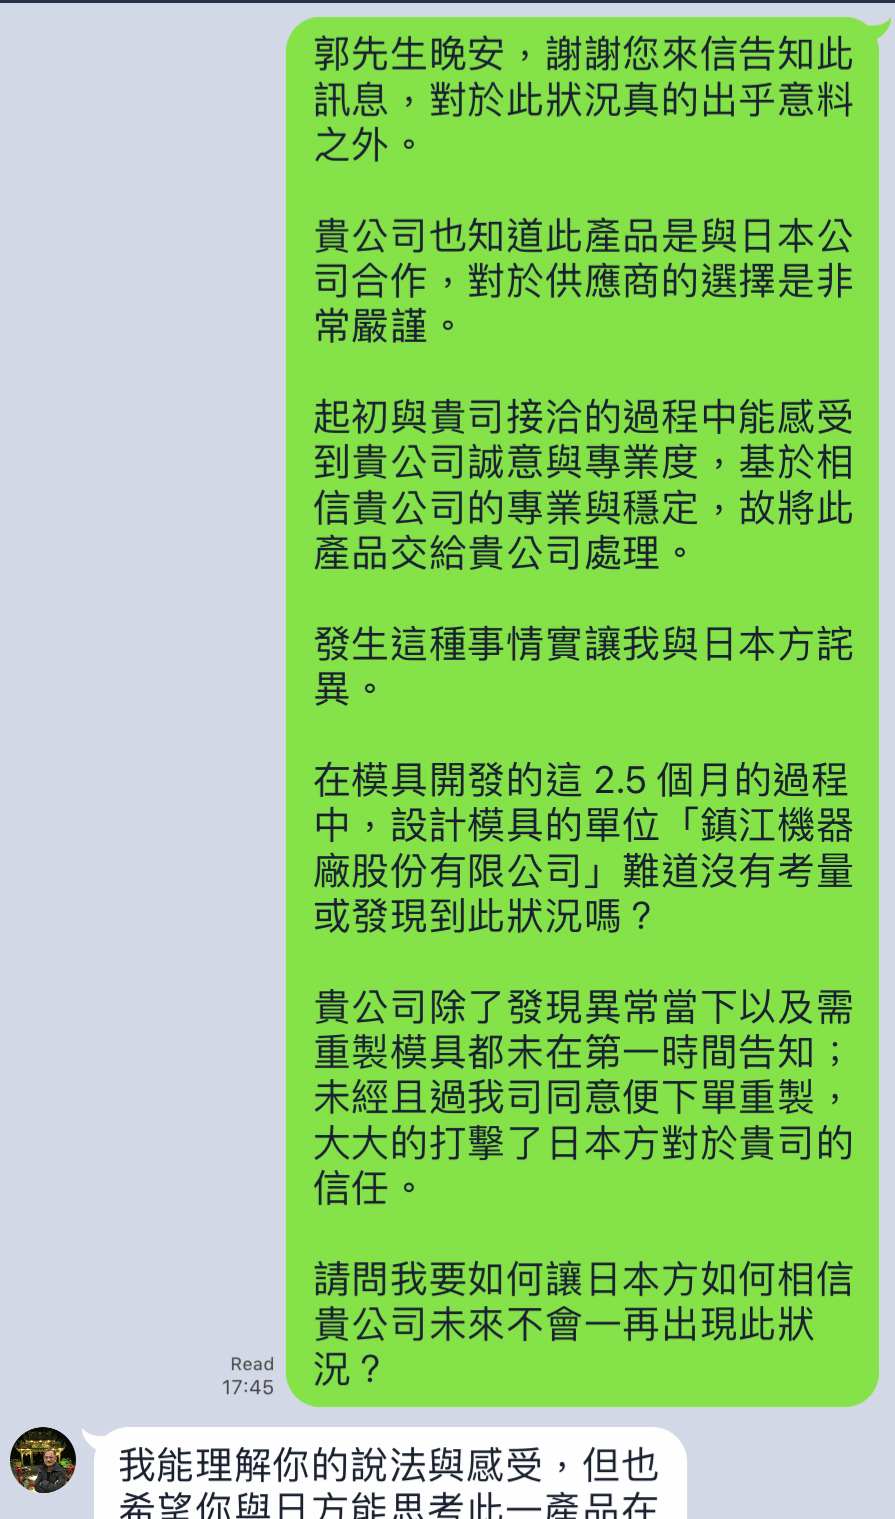 郭先生晚安，謝謝您來信告知此
訊息，對於此狀況真的出乎意料
之外。
貴公司也知道此產品是與日本公
司合作，對於供應商的選擇是非
常嚴謹。
起初與貴司接洽的過程中能感受
到貴公司誠意與專業度，基於相
信貴公司的專業與穩定，故將此
產品交給貴公司處理。
發生這種事情實讓我與日本方詫
異。
在模具開發的這 2.5 個月的過程
中，設計模具的單位「鎮江機器
廠股份有限公司」難道沒有考量
或發現到此狀況嗎？
貴公司除了發現異常當下以及需
重製模具都未在第一時間告知；
未經且過我司同意便下單重製，
大大的打擊了日本方對於貴司的
信任。
請問我要如何讓日本方如何相信
貴公司未來不會一再出現此狀
況？
Read
17:45
我能理解你的說法與感受，但也
希望你與日方能思考此一產品在